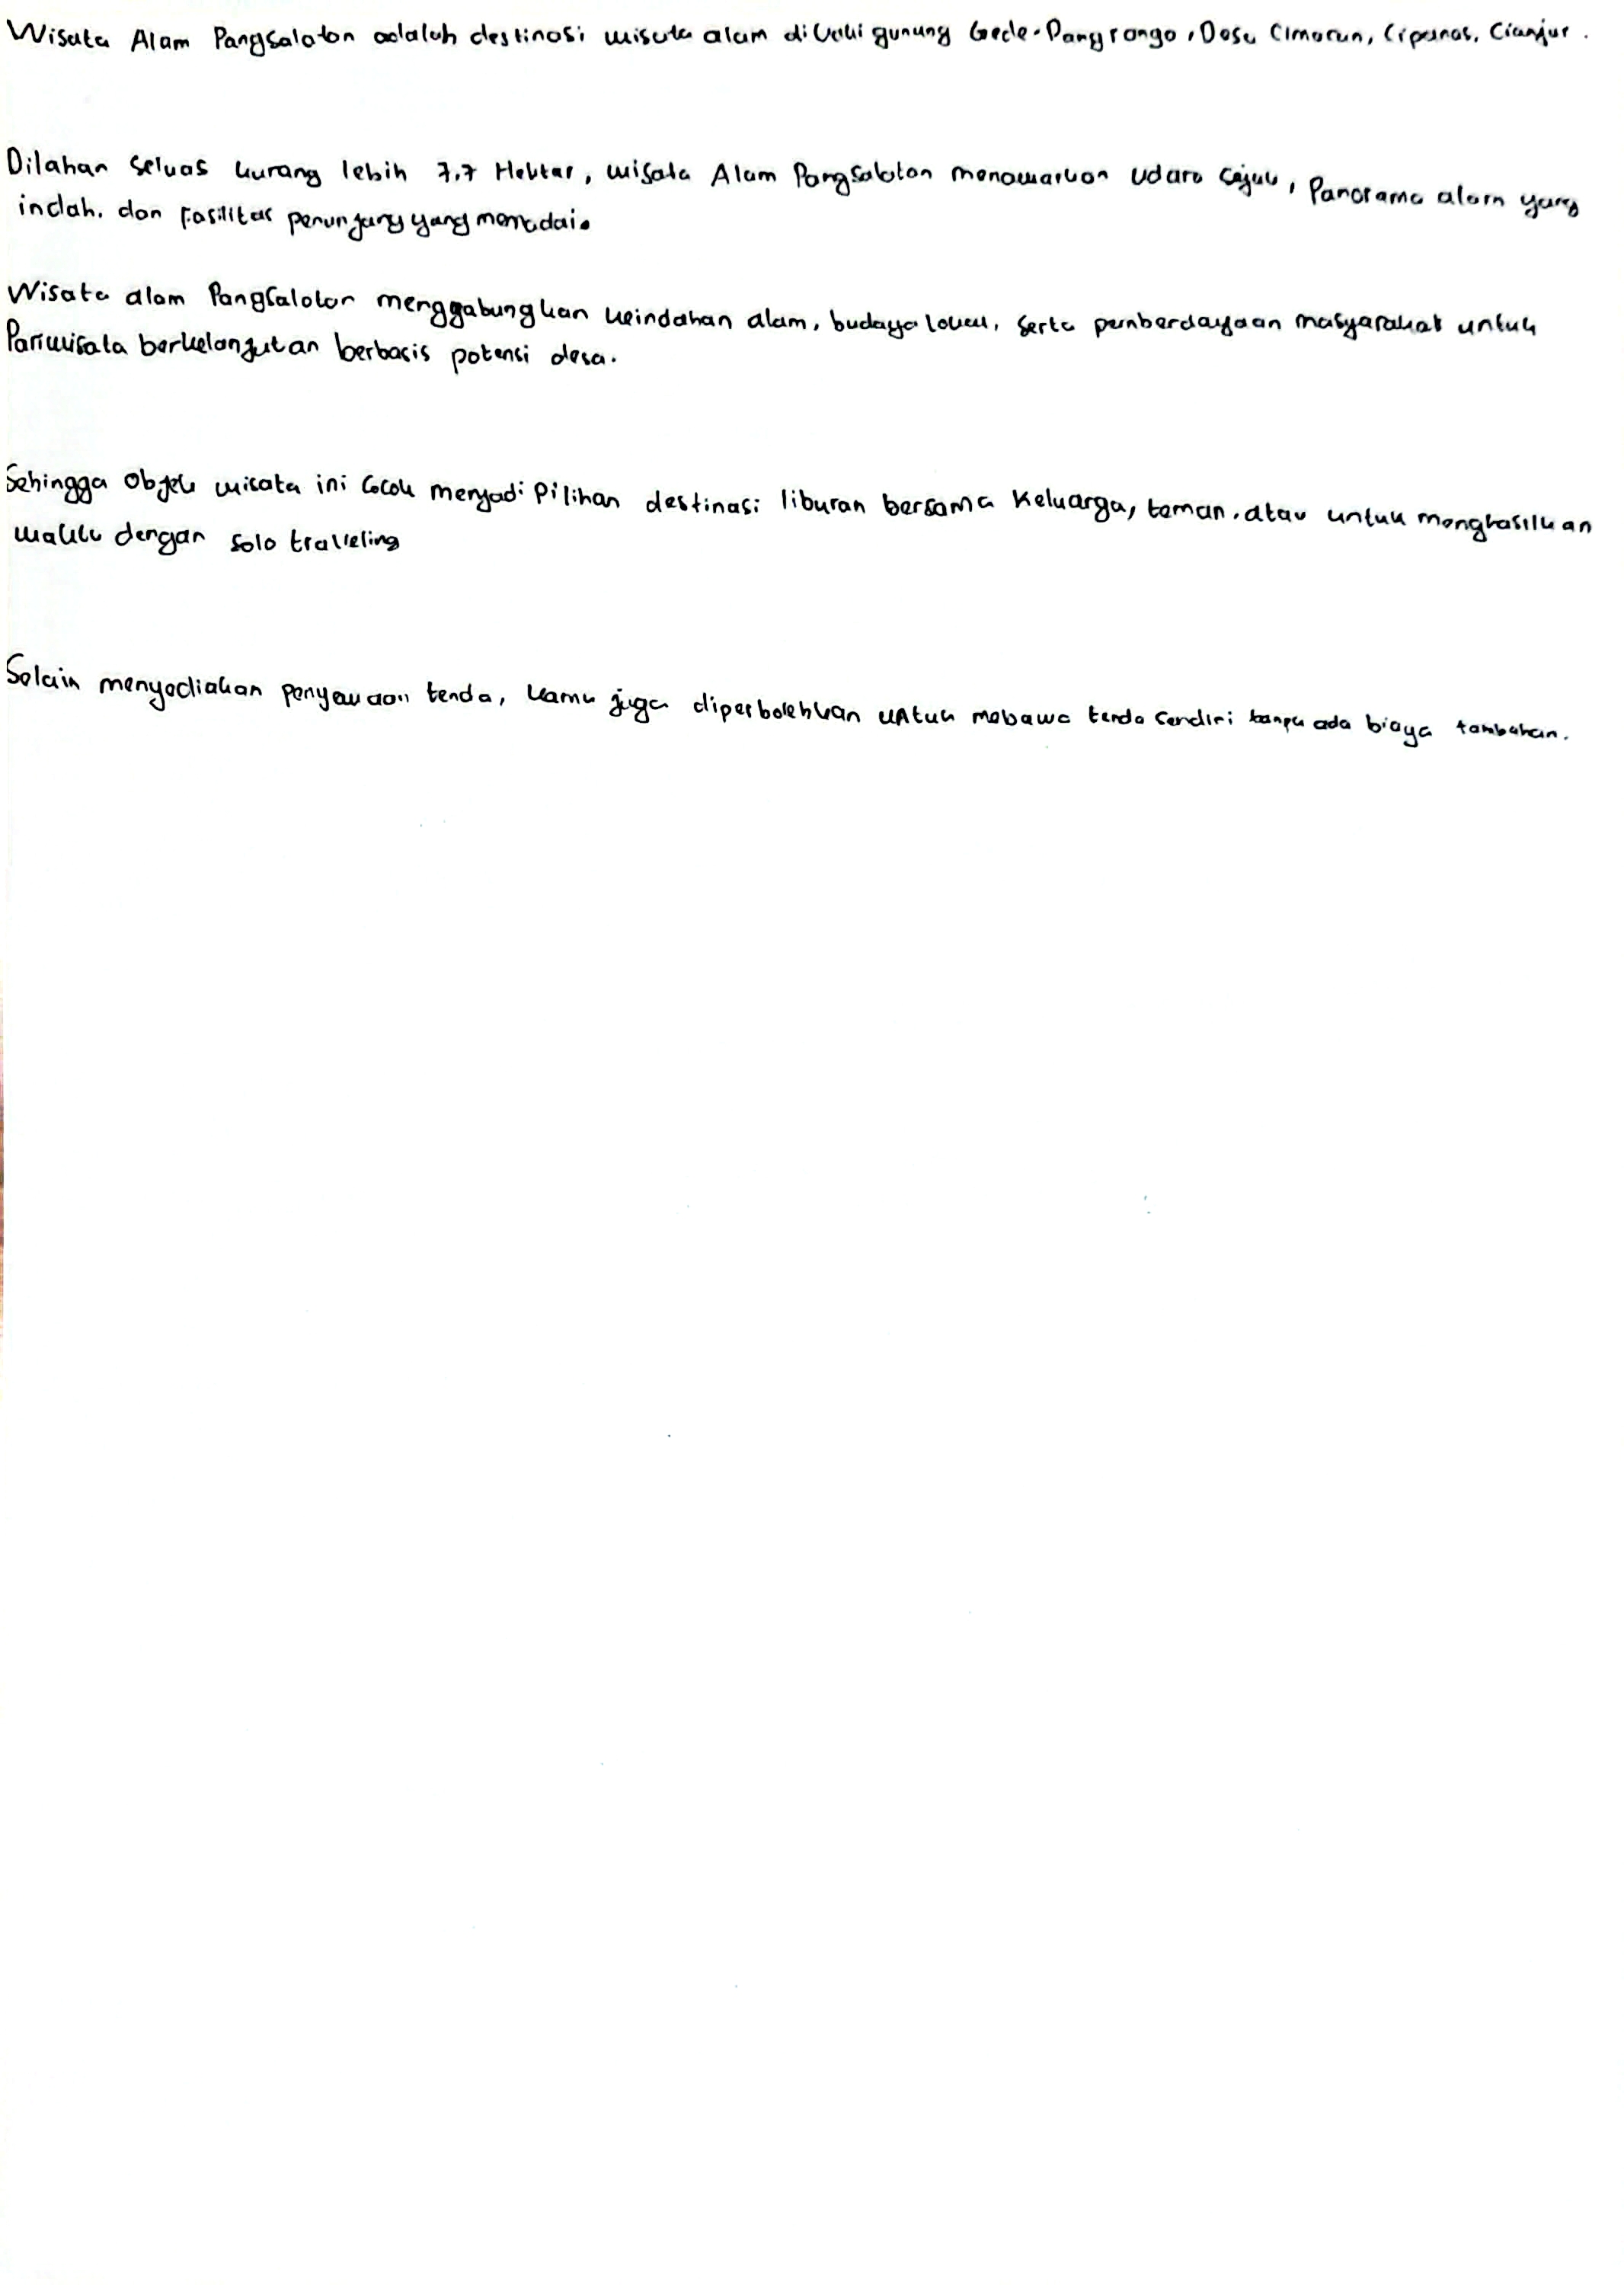 Wisata Alam Pangsalatan adalah destinasi wisata alam di kaki gunung Gede-Pangrango, Desa Cimacan, Cipanas, Cianjur.
Dilahan seluas kurang lebih 7,7 Hektar, wisata Alam Pangsalatan menawarkan udara sejuk, Panorama alam yang
indah, dan fasilitas penunjang yang memadai.
Wisata alam Pangsalatan menggabungkan keindahan alam, budaya lokal, serta pemberdayaan masyarakat untuk
Pariwisata berkelanjutan berbasis potensi desa.
Sehingga Objek wisata ini cocok menjadi Pilihan destinasi liburan bersama Keluarga, teman, atau untuk menghasilkan
waktu dengan solo traveling
Selain menyediakan penyewaan tenda, kamu juga diperbolehkan untuk mebawa tenda sendiri tanpa ada biaya tambahan.